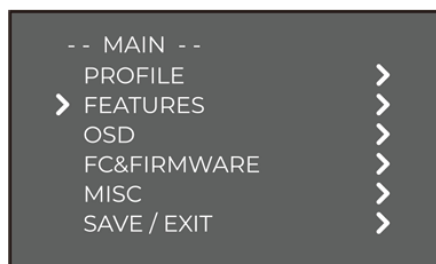 - - MAIN - -
PROFILE >
> FEATURES >
OSD >
FC&FIRMWARE >
MISC >
SAVE / EXIT >